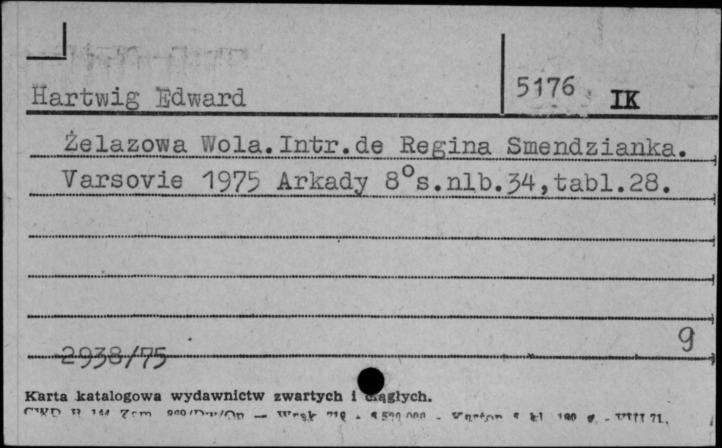 5176 IK
Hartwig Edward
Żelazowa Wola.Intr.de Regina Smendzianka.
Varsovie 1975 Arkady 8°s.nlb.34,tabl.28.
9
2938/75
Karta katalogowa wydawnictw zwartych i ciągłych.